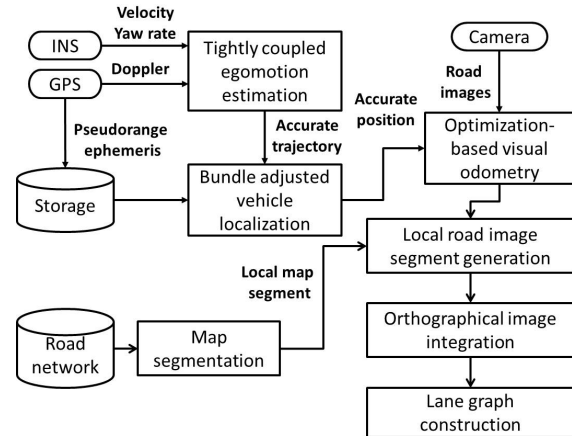 Velocity
Yaw rate
INS
Tightly coupled
egomotion
estimation
Camera
GPS
Doppler
Road
images
Accurate
position
Pseudorange
ephemeris
Accurate
trajectory
Optimization-
based visual
odometry
Storage
Bundle adjusted
vehicle
localization
Local road image
segment generation
Local map
segment
Orthographical image
integration
Road
network
Map
segmentation
Lane graph
construction